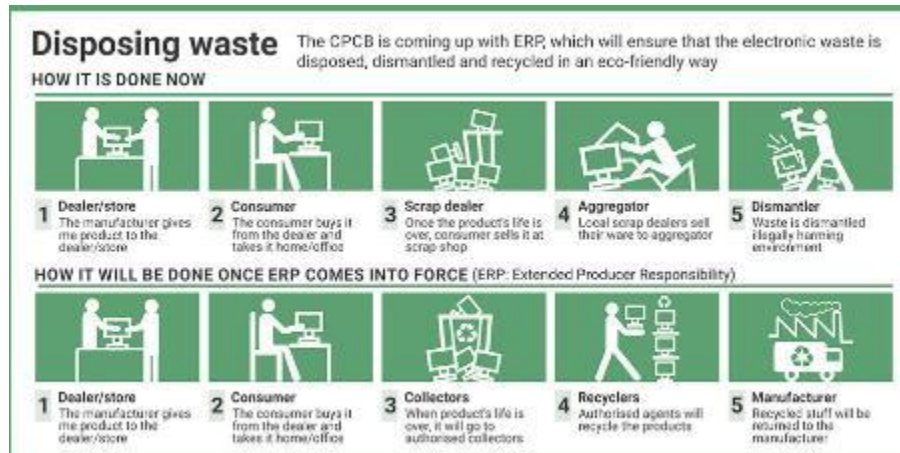 Disposing waste
The CPCB is coming up with ERP, which will ensure that the electronic waste is
disposed, dismantled and recycled in an eco-friendly way
HOW IT IS DONE NOW
1 Dealer/store
The manufacturer gives
me product to the
dealer/store
2 Consumer
The consumer buys it
from the dealer and
takes it home/office
3 Scrap dealer
Once the product's life is
over, consumer sells it at
scrap shop
4 Aggregator
Local scrap dealers sell
their ware to aggregator
5 Dismantler
Waste is dismantled
illegally harming
environment
HOW IT WILL BE DONE ONCE ERP COMES INTO FORCE (ERP: Extended Producer Responsibility)
1 Dealer/store
The manufacturer gives
me product to the
dealer/store
2 Consumer
The consumer buys it
from the dealer and
takes it home/office
3 Collectors
When product's life is
over, it will go to
authorised collectors
4 Recyclers
Authorised agents will
recycle the products
5 Manufacturer
Recycled stuff will be
returned to the
manufacturer